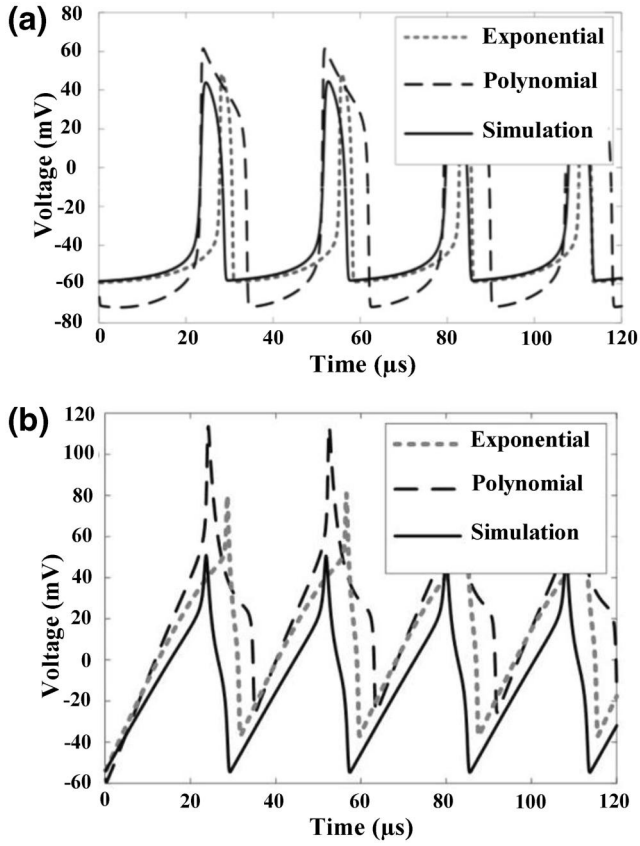 (a)
80
60
40
20
0
-20
-40
-60
-80
Voltage (mV)
Exponential
Polynomial
Simulation
0 20 40 60 80 100 120
Time (μs)
(b)
120
100
80
60
40
20
0
-20
-40
-60
Voltage (mV)
Exponential
Polynomial
Simulation
0 20 40 60 80 100 120
Time (μs)